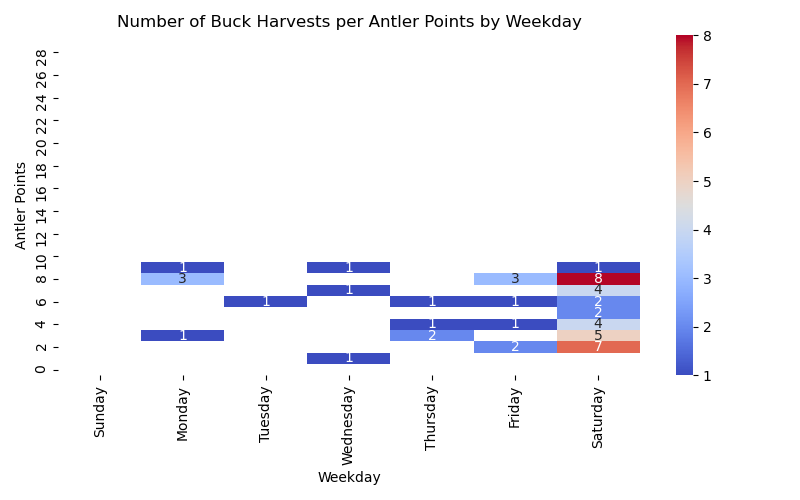 Number of Buck Harvests per Antler Points by Weekday
8
28
26
7
24
22
6
20
18
5
16
14
4
12
10 1 1 1
8 3 3 8
3
1 4
6 1 1 1 2
2
2
4 1 1 4
1 2 5
2 2 7
1
0
1
Antler Points
Sunday
Monday
Tuesday
Wednesday
Thursday
Friday
Saturday
Weekday